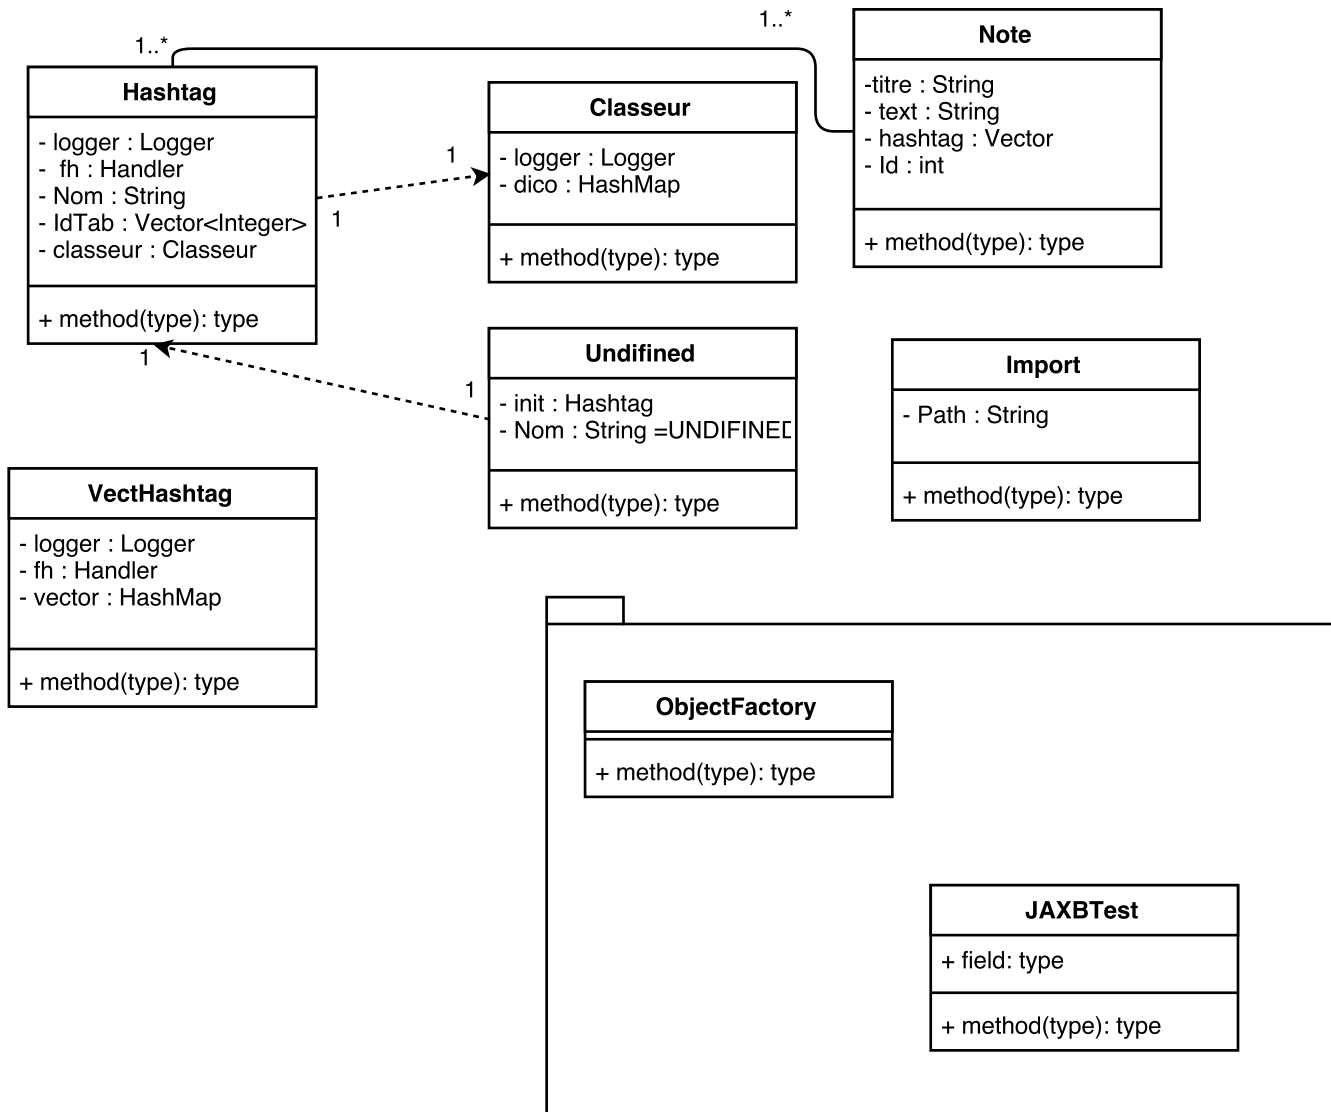 1..*
1..*
Hashtag
- logger : Logger
-  fh : Handler
- Nom : String
- IdTab : Vector<Integer>
- classeur : Classeur
+ method(type): type
1
1
Classeur
- logger : Logger
- dico : HashMap
+ method(type): type
Note
-titre : String
- text : String
- hashtag : Vector
- Id : int
+ method(type): type
1
1
Undifined
- init : Hashtag
- Nom : String =UNDIFINED
+ method(type): type
Import
- Path : String
+ method(type): type
VectHashtag
- logger : Logger
- fh : Handler
- vector : HashMap
+ method(type): type
ObjectFactory
+ method(type): type
JAXBTest
+ field: type
+ method(type): type